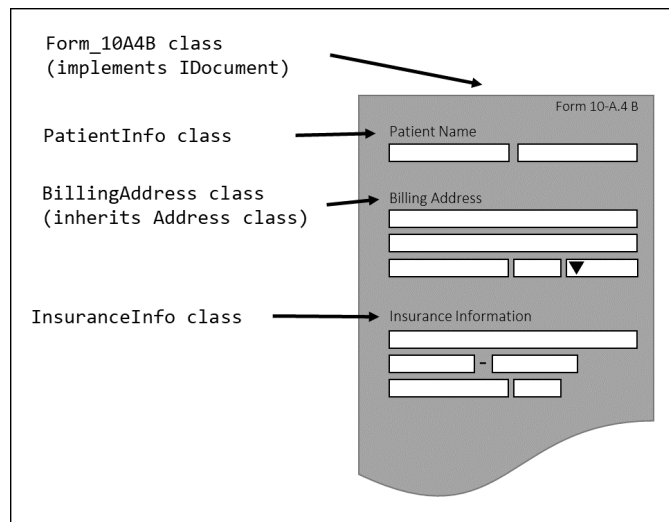 Form_10A4B class
(implements IDocument)
Form 10-A.4 B
PatientInfo class
Patient Name
BillingAddress class
(inherits Address class)
Billing Address
InsuranceInfo class
Insurance Information
-